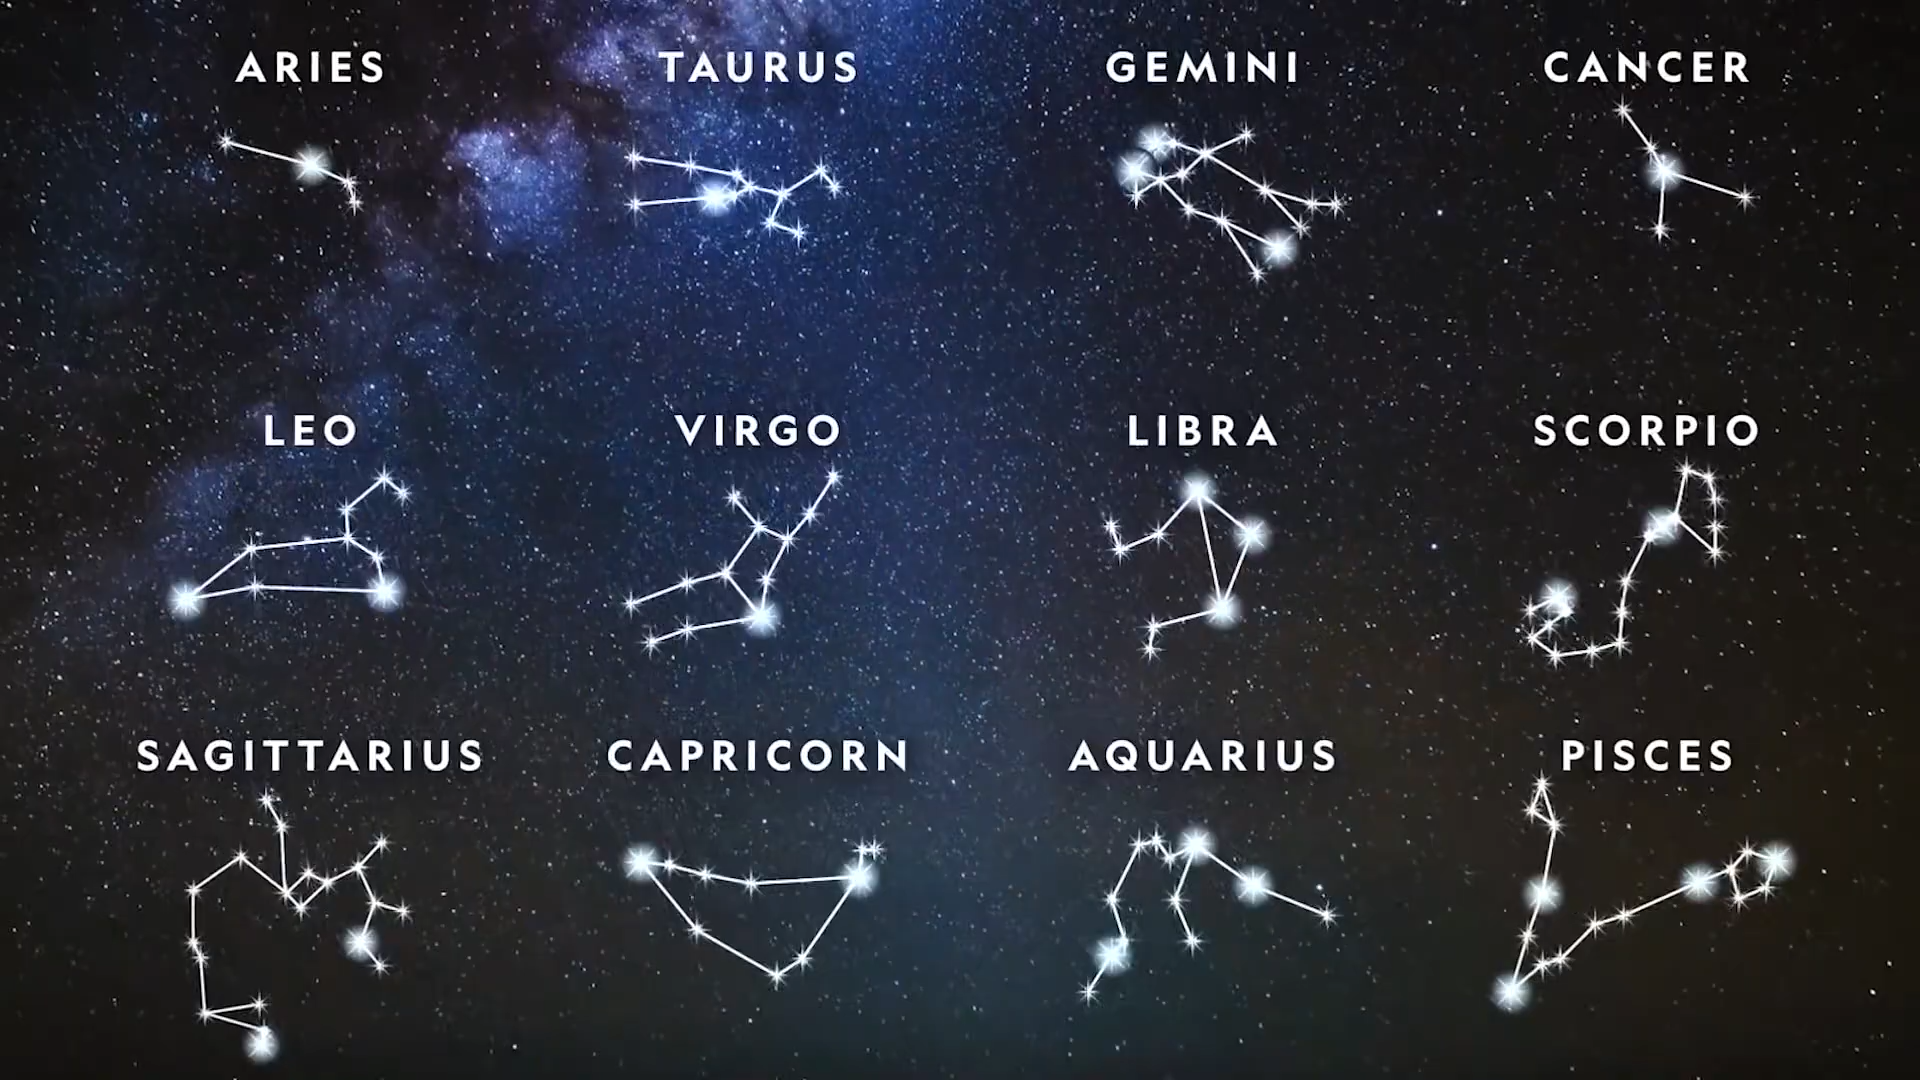 ARIES
TAURUS
GEMINI
CANCER
LEO
VIRGO
LIBRA
SCORPIO
SAGITTARIUS
CAPRICORN
AQUARIUS
PISCES